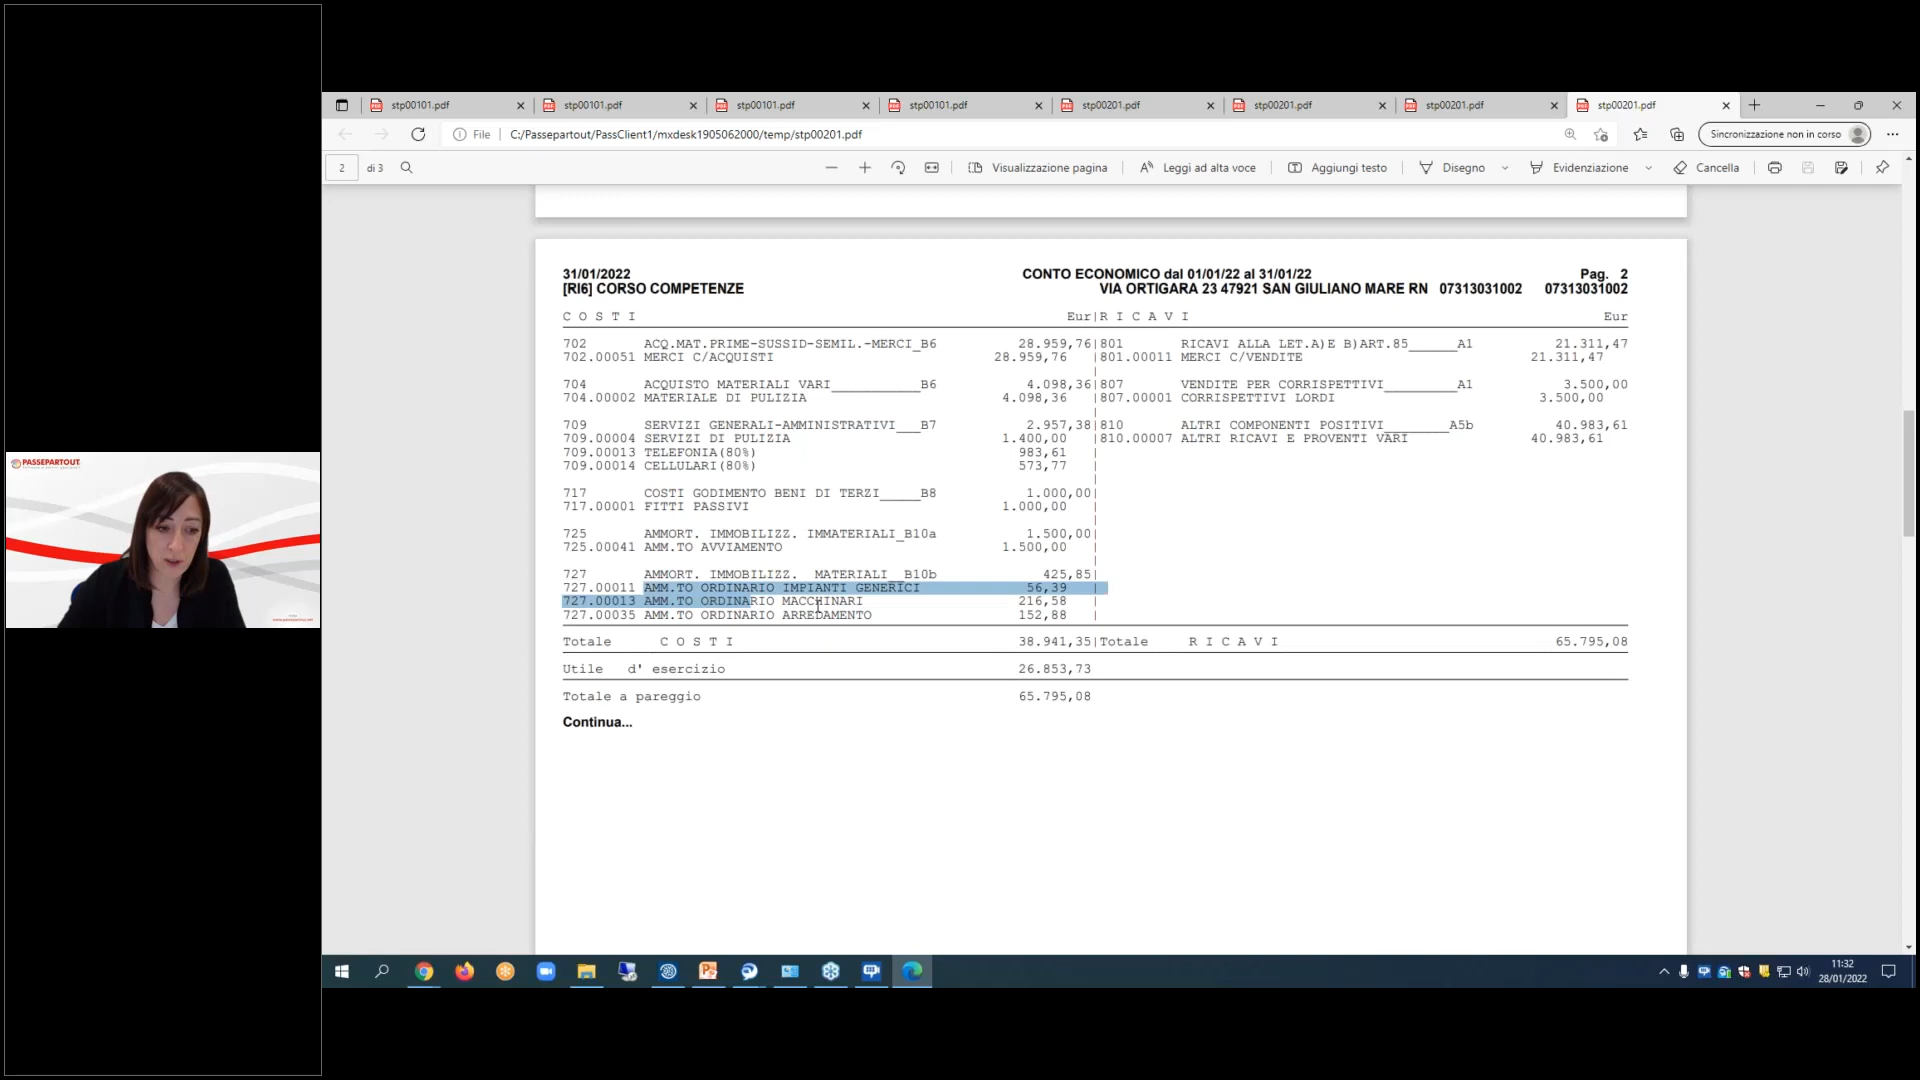 stp00101.pdf stp00101.pdf stp00101.pdf stp00101.pdf stp00201.pdf stp00201.pdf stp00201.pdf stp00201.pdf
File C:/Passepartout/PassClient1/mxdesk1905062000/temp/stp00201.pdf Sincronizzazione non in corso
2 di 3 Visualizzazione pagina Leggi ad alta voce Aggiungi testo Disegno Evidenziazione Cancella
31/01/2022 CONTO ECONOMICO dal 01/01/22 al 31/01/22 Pag. 2
[RI6] CORSO COMPETENZE VIA ORTIGARA 23 47921 SAN GIULIANO MARE RN 07313031002 07313031002
C O S T I Eur|R I C A V I Eur
702 ACQ.MAT.PRIME-SUSSID-SEMIL.-MERCI_B6 28.959,76|801 RICAVI ALLA LET.A)E B)ART.85______A1 21.311,47
702.00051 MERCI C/ACQUISTI 28.959,76 |801.00011 MERCI C/VENDITE 21.311,47
704 ACQUISTO MATERIALI VARI___________B6 4.098,36|807 VENDITE PER CORRISPETTIVI_________A1 3.500,00
704.00002 MATERIALE DI PULIZIA 4.098,36 |807.00001 CORRISPETTIVI LORDI 3.500,00
709 SERVIZI GENERALI-AMMINISTRATIVI___B7 2.957,38|810 ALTRI COMPONENTI POSITIVI________A5b 40.983,61
709.00004 SERVIZI DI PULIZIA 1.400,00 |810.00007 ALTRI RICAVI E PROVENTI VARI 40.983,61
709.00013 TELEFONIA(80%) 983,61 |
709.00014 CELLULARI(80%) 573,77 |
717 COSTI GODIMENTO BENI DI TERZI_____B8 1.000,00|
717.00001 FITTI PASSIVI 1.000,00 |
725 AMMORT. IMMOBILIZZ. IMMATERIALI_B10a 1.500,00|
725.00041 AMM.TO AVVIAMENTO 1.500,00 |
727 AMMORT. IMMOBILIZZ. MATERIALI__B10b 425,85|
727.00011 AMM.TO ORDINARIO IMPIANTI GENERICI 56,39 |
727.00013 AMM.TO ORDINARIO MACCHINARI 216,58 |
727.00035 AMM.TO ORDINARIO ARREDAMENTO 152,88 |
Totale C O S T I 38.941,35|Totale R I C A V I 65.795,08
Utile d' esercizio 26.853,73
Totale a pareggio 65.795,08
Continua...
PASSEPARTOUT
11:32
28/01/2022